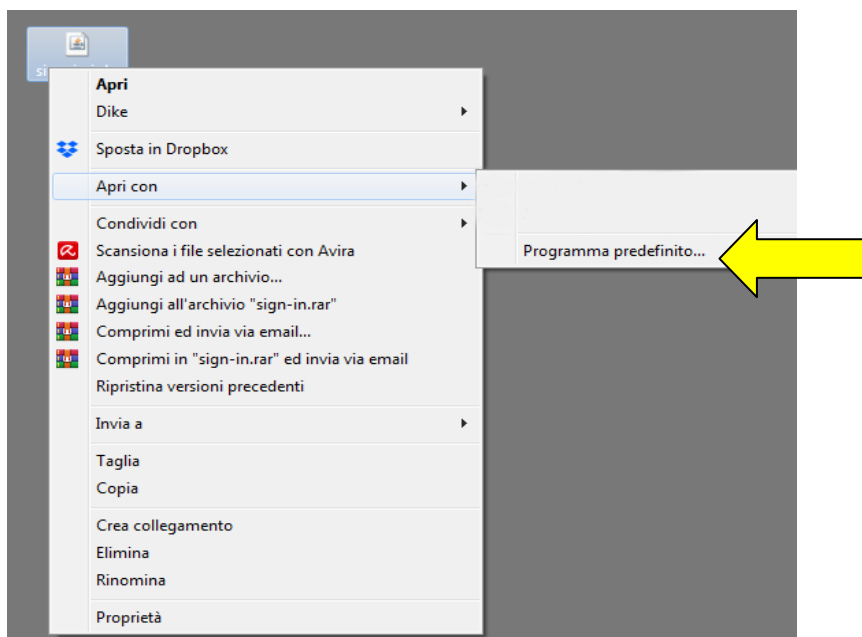 Apri
Dike
Sposta in Dropbox
Apri con
Programma predefinito...
Condividi con
Scansiona i file selezionati con Avira
Aggiungi ad un archivio...
Aggiungi all'archivio "sign-in.rar"
Comprimi ed invia via email...
Comprimi in "sign-in.rar" ed invia via email
Ripristina versioni precedenti
Invia a
Taglia
Copia
Crea collegamento
Elimina
Rinomina
Proprietà